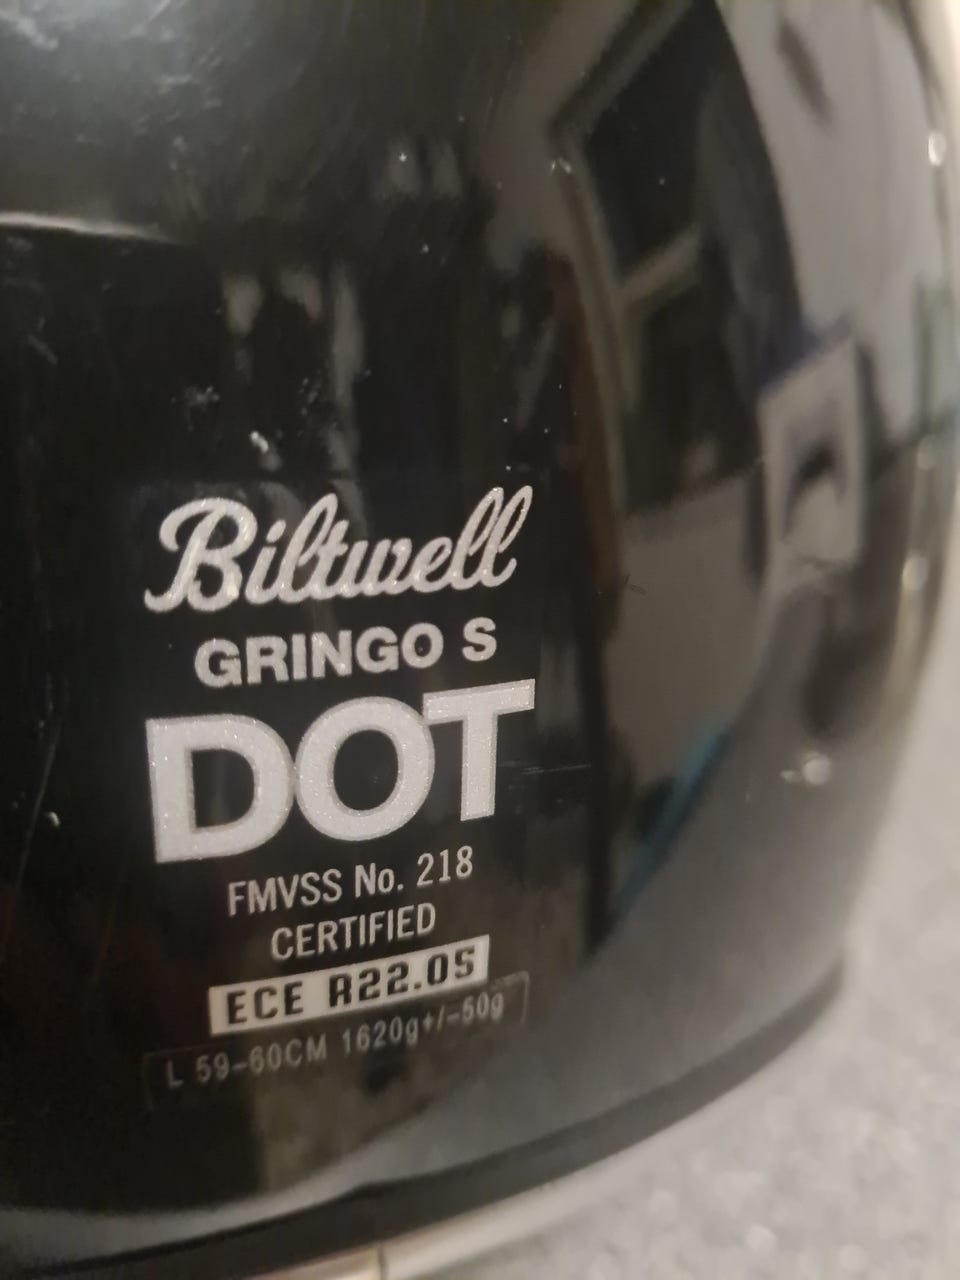 Biltwell
GRINGO S
DOT
FMVSS No. 218
CERTIFIED
ECE R22.05
L 59-60CM 1620g+/-50g